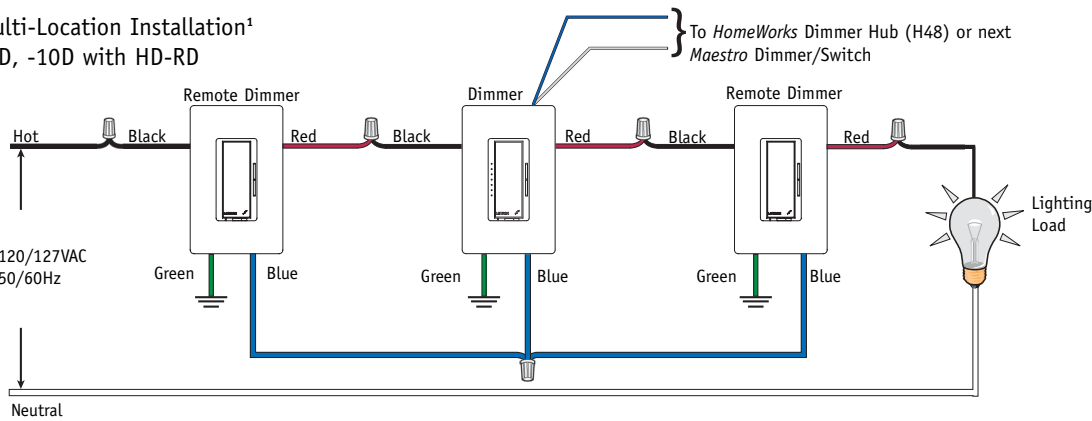 ulti-Location Installation¹
D, -10D with HD-RD
To HomeWorks Dimmer Hub (H48) or next
Maestro Dimmer/Switch
Remote Dimmer
Dimmer
Remote Dimmer
Hot
Black
Red
Black
Red
Black
Red
Lighting
Load
120/127VAC
50/60Hz
Green
Blue
Green
Blue
Green
Blue
Neutral